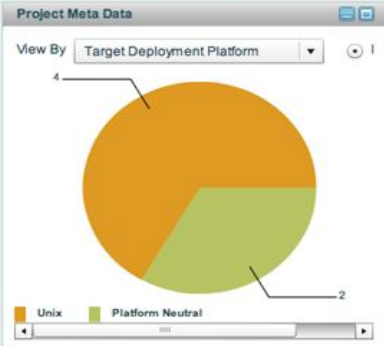 Project Meta Data
View By Target Deployment Platform
4
2
Unix Platform Neutral